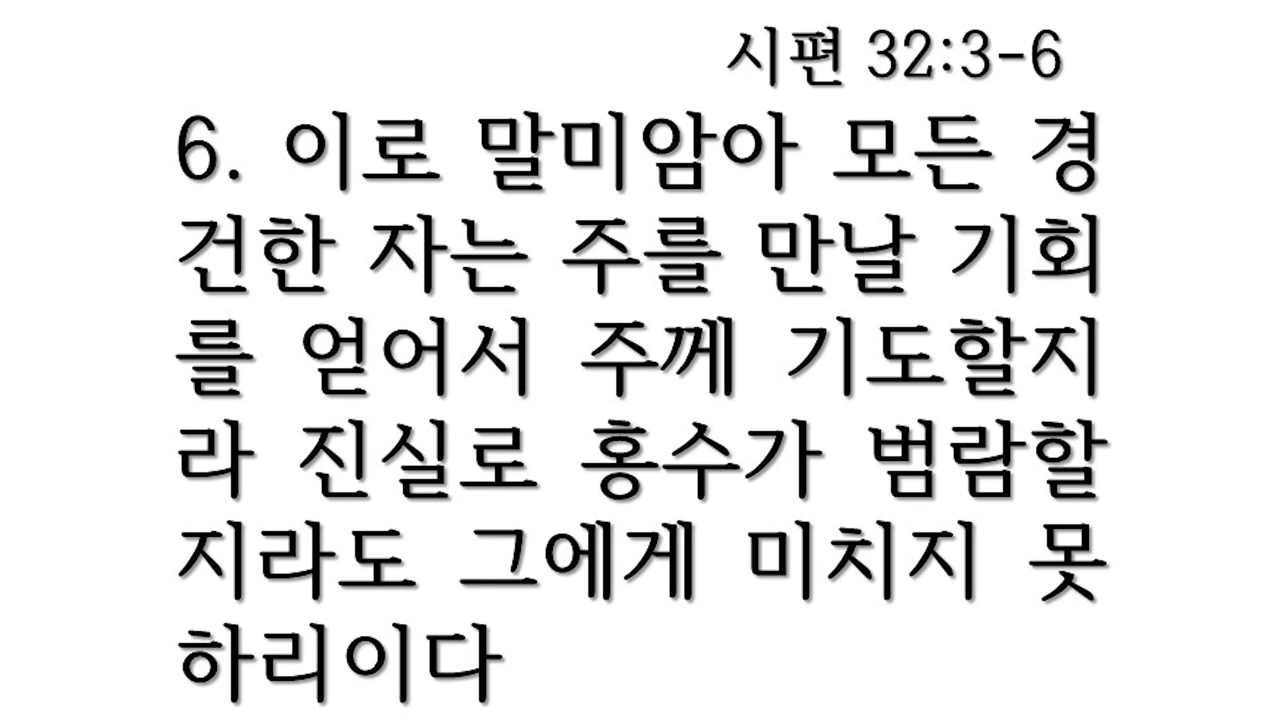 시편 32:3-6
6. 이로 말미암아 모든 경
건한 자는 주를 만날 기회
를 얻어서 주께 기도할지
라 진실로 홍수가 범람할
지라도 그에게 미치지 못
하리이다